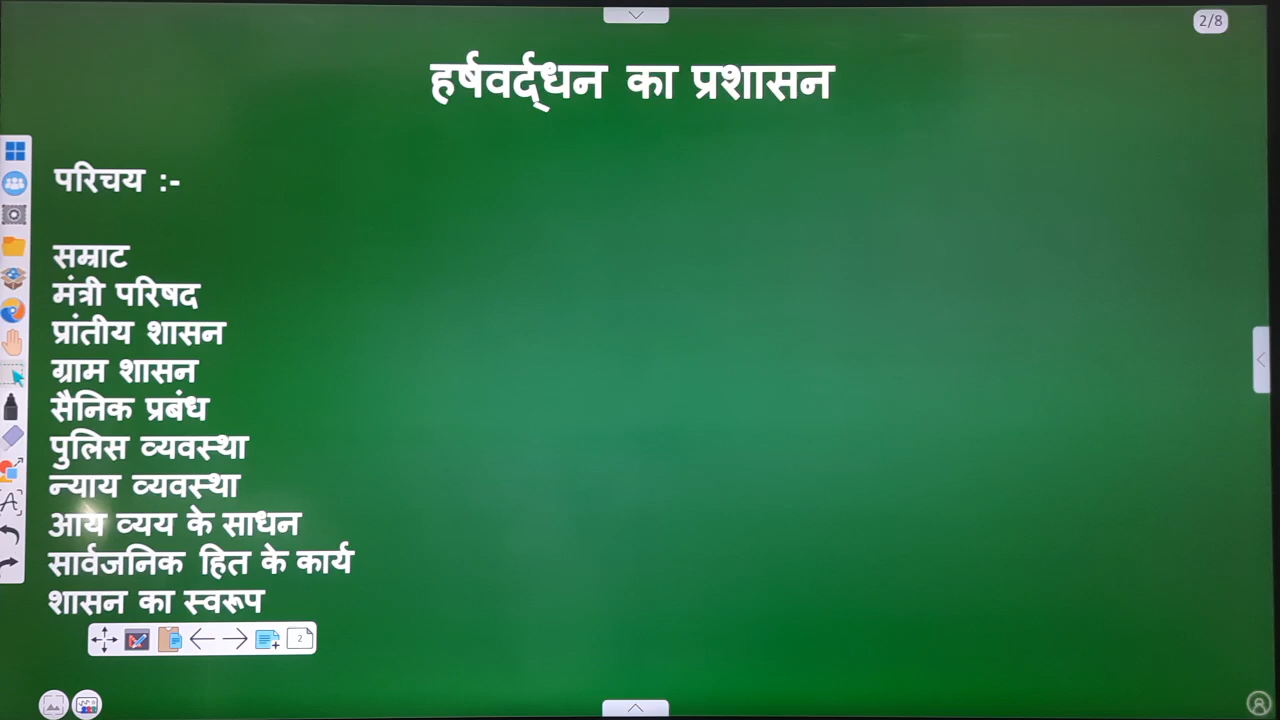 2/8
हर्षवर्द्धन का प्रशासन
परिचय :-
सम्राट
मंत्री परिषद
प्रांतीय शासन
ग्राम शासन
सैनिक प्रबंध
पुलिस व्यवस्था
न्याय व्यवस्था
आय व्यय के साधन
सार्वजनिक हित के कार्य
शासन का स्वरूप
2